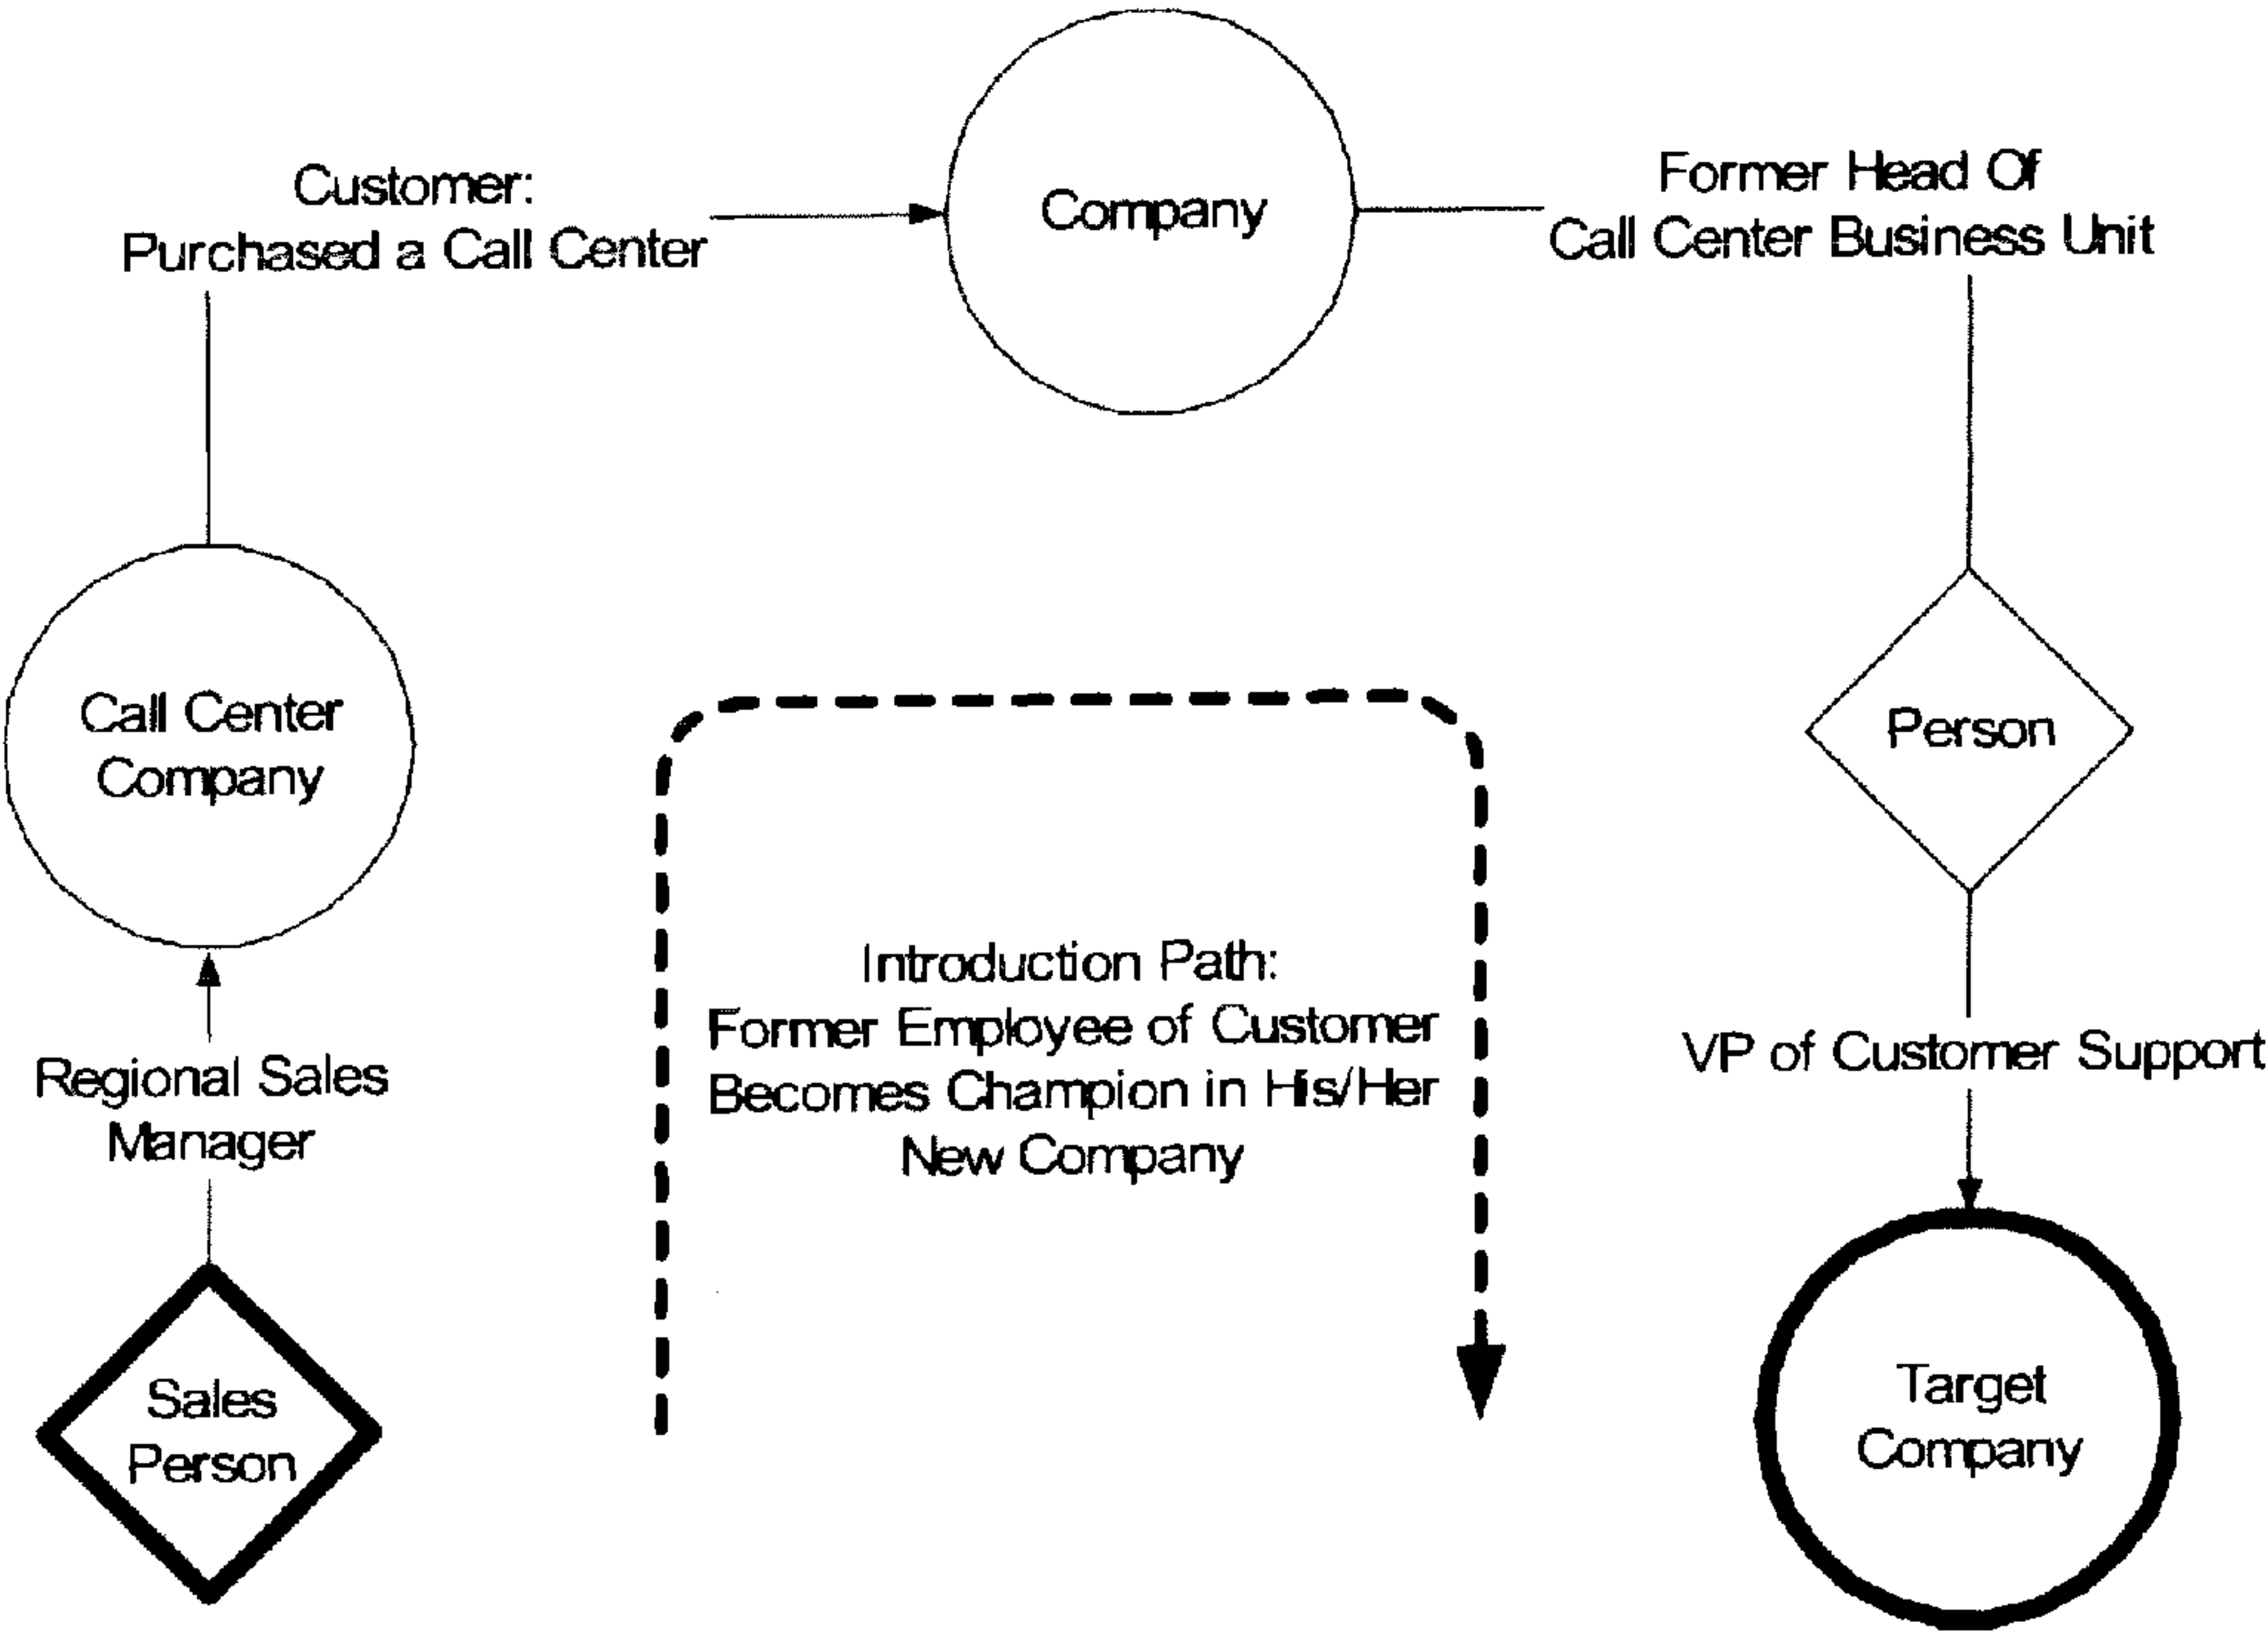 Customer:
Purchased a Call Center
Company
Former Head Of
Call Center Business Unit
Call Center
Company
Person
Introduction Path:
Former Employee of Customer
Becomes Champion in His/Her
New Company
Regional Sales
Manager
VP of Customer Support
Sales
Person
Target
Company